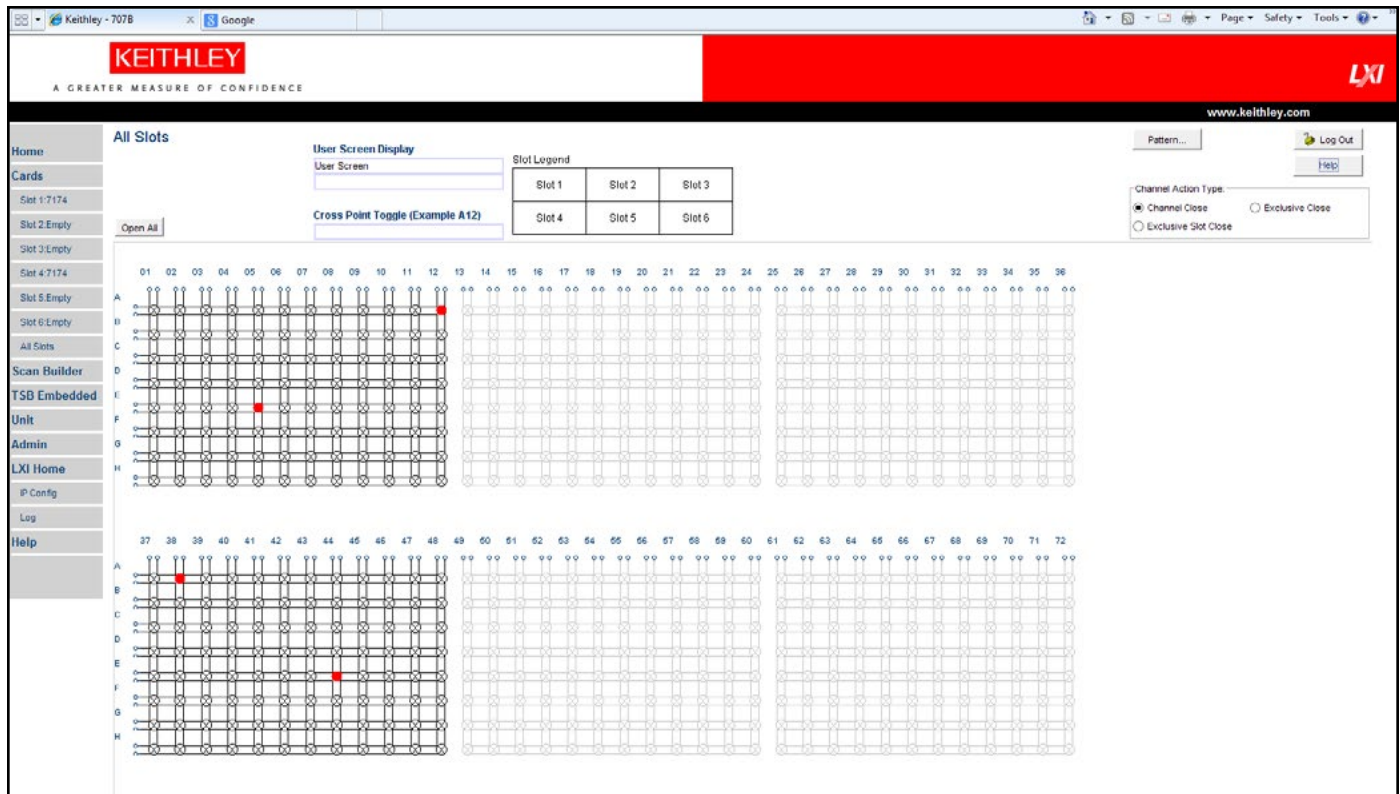 Keithley - 707B
Google
Page Safety Tools
KEITHLEY
A GREATER MEASURE OF CONFIDENCE
LXI
www.keithley.com
Home
Cards
Slot 1:7174
Slot 2:Empty
Slot 3:Empty
Slot 4:7174
Slot 5:Empty
Slot 6:Empty
All Slots
Scan Builder
TSB Embedded
Unit
Admin
LXI Home
IP Config
Log
Help
All Slots
Open All
User Screen Display
User Screen
Cross Point Toggle (Example A12)
Slot Legend
Slot 1 Slot 2 Slot 3
Slot 4 Slot 5 Slot 6
Pattern...
Log Out
Help
Channel Action Type:
Channel Close Exclusive Close
Exclusive Slot Close
01 02 03 04 05 06 07 08 09 10 11 12 13 14 15 16 17 18 19 20 21 22 23 24 25 26 27 28 29 30 31 32 33 34 35 36
A
B
C
D
E
F
G
H
37 38 39 40 41 42 43 44 45 46 47 48 49 50 51 52 53 54 55 56 57 58 59 60 61 62 63 64 65 66 67 68 69 70 71 72
A
B
C
D
E
F
G
H